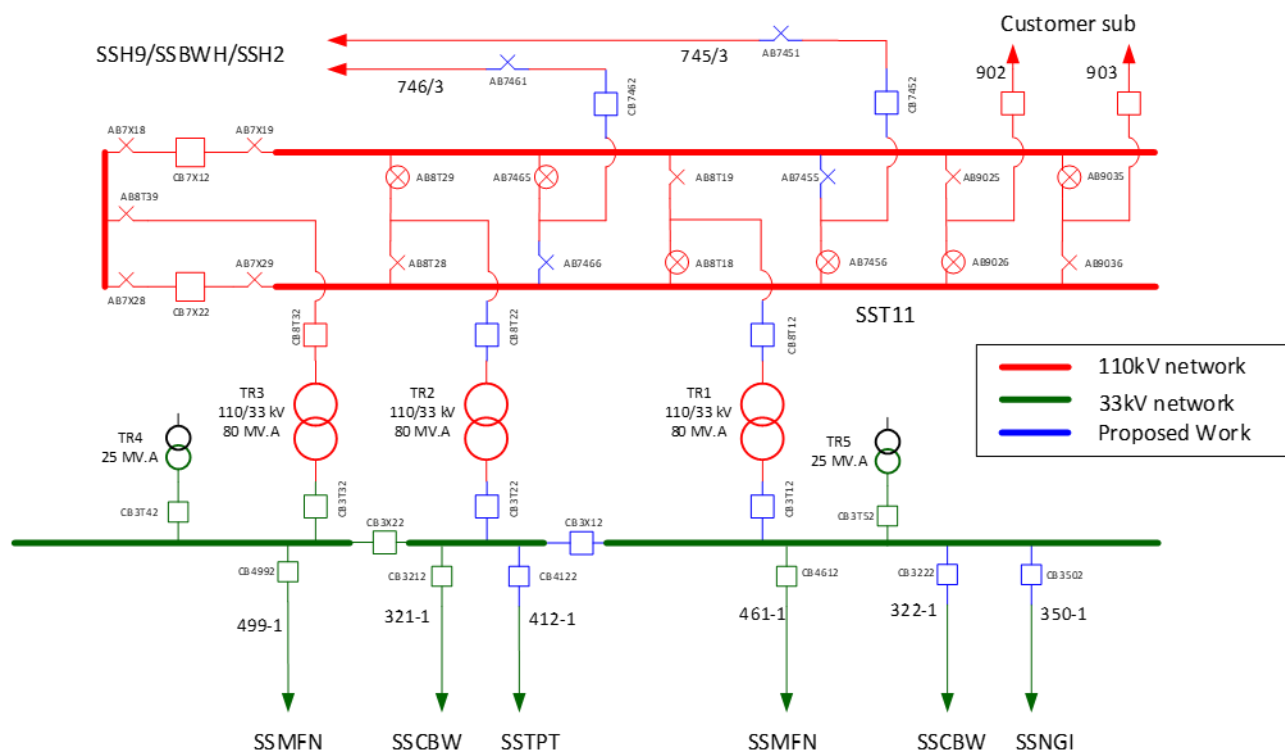 Customer sub
SSH9/SSBWH/SSH2
745/3
AB7451
902
903
746/3
AB7461
CB7462
CB7452
AB7X18
AB7X19
CB7X12
AB8T29
AB7465
AB8T19
AB7455
AB9025
AB9035
AB8T39
AB8T28
AB7466
AB8T18
AB7456
AB9026
AB9036
AB7X29
AB7X28
CB7X22
SST11
CB8T32
CB8T22
CB8T12
110kV network
33kV network
Proposed Work
TR3
110/33 kV
80 MV.A
TR2
110/33 kV
80 MV.A
TR1
110/33 kV
80 MV.A
TR4
25 MV.A
TR5
25 MV.A
CB3T42
CB3T32
CB3T22
CB3T12
CB3T52
CB3X22
CB3X12
CB4992
CB3212
CB4122
CB4612
CB3222
CB3502
499-1
321-1
412-1
461-1
322-1
350-1
SSMFN
SSCBW
SSTPT
SSMFN
SSCBW
SSNGI